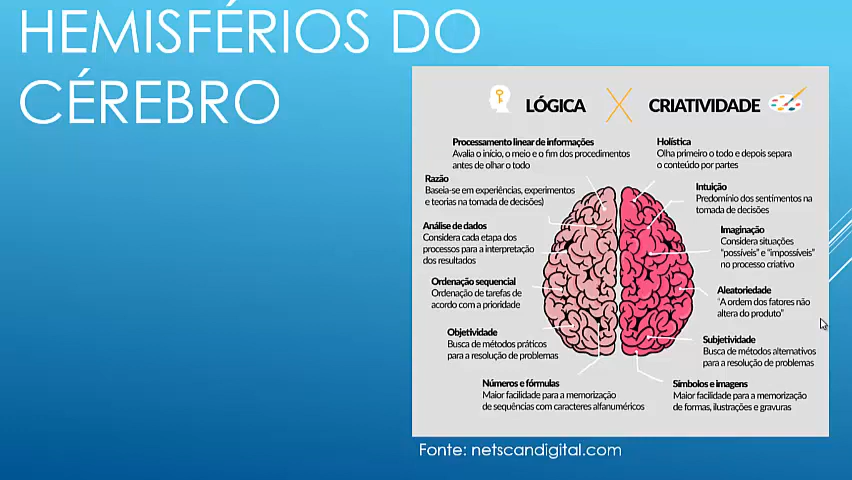 HEMISFÉRIOS DO
CÉREBRO
LÓGICA
CRIATIVIDADE
Processamento linear de informações
Avalia o início, o meio e o fim dos procedimentos
antes de olhar o todo
Razão
Baseia-se em experiências, experimentos
e teorias na tomada de decisões)
Análise de dados
Considera cada etapa dos
processos para a interpretação
dos resultados
Ordenação sequencial
Ordenação de tarefas de
acordo com a prioridade
Objetividade
Busca de métodos práticos
para a resolução de problemas
Números e fórmulas
Maior facilidade para a memorização
de sequências com caracteres alfanuméricos
Holística
Olha primeiro o todo e depois separa
o conteúdo por partes
Intuição
Predomínio dos sentimentos na
tomada de decisões
Imaginação
Considera situações
"possíveis" e "impossíveis"
no processo criativo
Aleatoriedade
"A ordem dos fatores não
altera do produto"
Subjetividade
Busca de métodos alternativos
para a resolução de problemas
Símbolos e imagens
Maior facilidade para a memorização
de formas, ilustrações e gravuras
Fonte: netscandigital.com